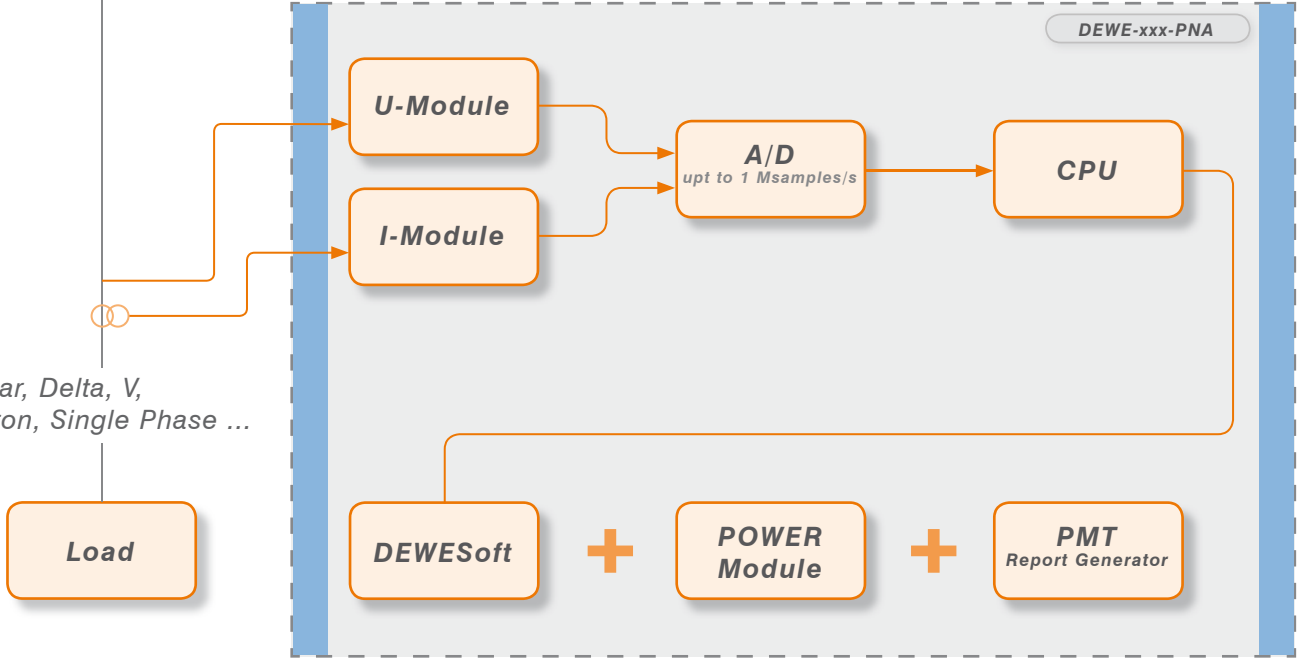 DEWE-xxx-PNA
U-Module
A/D
upt to 1 Msamples/s
CPU
I-Module
ar, Delta, V,
on, Single Phase ...
Load
DEWESoft
POWER
Module
PMT
Report Generator